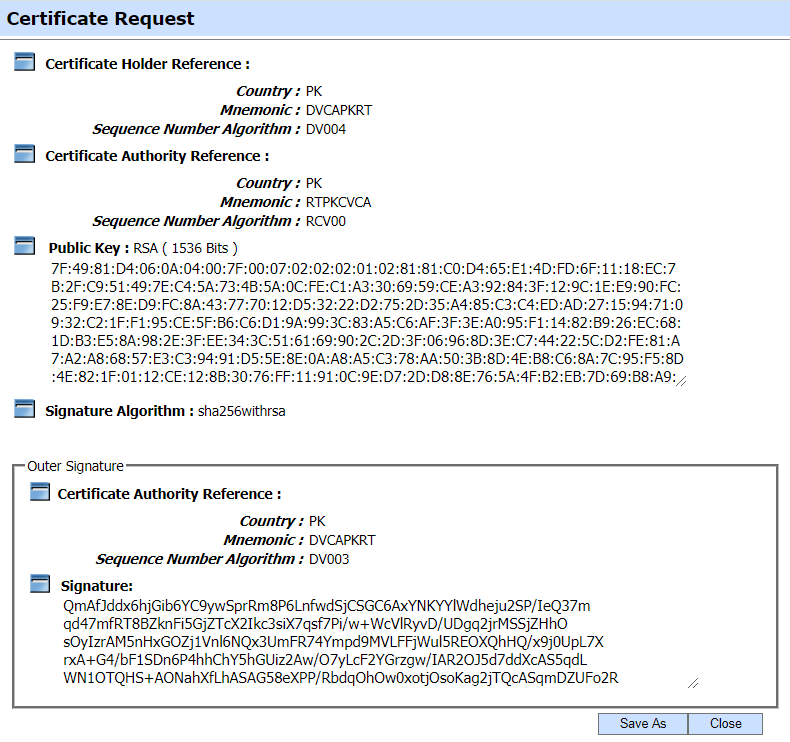 Certificate Request
Certificate Holder Reference :
Country : PK
Mnemonic : DVCAPKRT
Sequence Number Algorithm : DV004
Certificate Authority Reference :
Country : PK
Mnemonic : RTPKCVCA
Sequence Number Algorithm : RCV00
Public Key : RSA ( 1536 Bits )
7F:49:81:D4:06:0A:04:00:7F:00:07:02:02:02:01:02:81:81:C0:D4:65:E1:4D:FD:6F:11:18:EC:7
B:2F:C9:51:49:7E:C4:5A:73:4B:5A:0C:FE:C1:A3:30:69:59:CE:A3:92:84:3F:12:9C:1E:E9:90:FC:
25:F9:E7:8E:D9:FC:8A:43:77:70:12:D5:32:22:D2:75:2D:35:A4:85:C3:C4:ED:AD:27:15:94:71:0
9:32:C2:1F:F1:95:CE:5F:B6:C6:D1:9A:99:3C:83:A5:C6:AF:3F:3E:A0:95:F1:14:82:B9:26:EC:68:
1D:B3:E5:8A:98:2E:3F:EE:34:3C:51:61:69:90:2C:2D:3F:06:96:8D:3E:C7:44:22:5C:D2:FE:81:A
7:A2:A8:68:57:E3:C3:94:91:D5:5E:8E:0A:A8:A5:C3:78:AA:50:3B:8D:4E:B8:C6:8A:7C:95:F5:8D
:4E:82:1F:01:12:CE:12:8B:30:76:FF:11:91:0C:9E:D7:2D:D8:8E:76:5A:4F:B2:EB:7D:69:B8:A9:
Signature Algorithm : sha256withrsa
Outer Signature
Certificate Authority Reference :
Country : PK
Mnemonic : DVCAPKRT
Sequence Number Algorithm : DV003
Signature:
QmAfJddx6hjGib6YC9ywSprRm8P6LnfwdSjCSGC6AxYNKYYlWdheju2SP/IeQ37m
qd47mfRT8BZknFi5GjZTcX2Ikc3siX7qsf7Pi/w+WcVlRyvD/UDgq2jrMSSjZHhO
sOyIzrAM5nHxGOZj1Vnl6NQx3UmFR74Ympd9MVLFFjWul5REOXQhHQ/x9j0UpL7X
rxA+G4/bF1SDn6P4hhChY5hGUiz2Aw/O7yLcF2YGrzgw/IAR2OJ5d7ddXcAS5qdL
WN1OTQHS+AONahXfLhASAG58eXPP/RbdqOhOw0xotjOsoKag2jTQcASqmDZUFo2R
Save As
Close